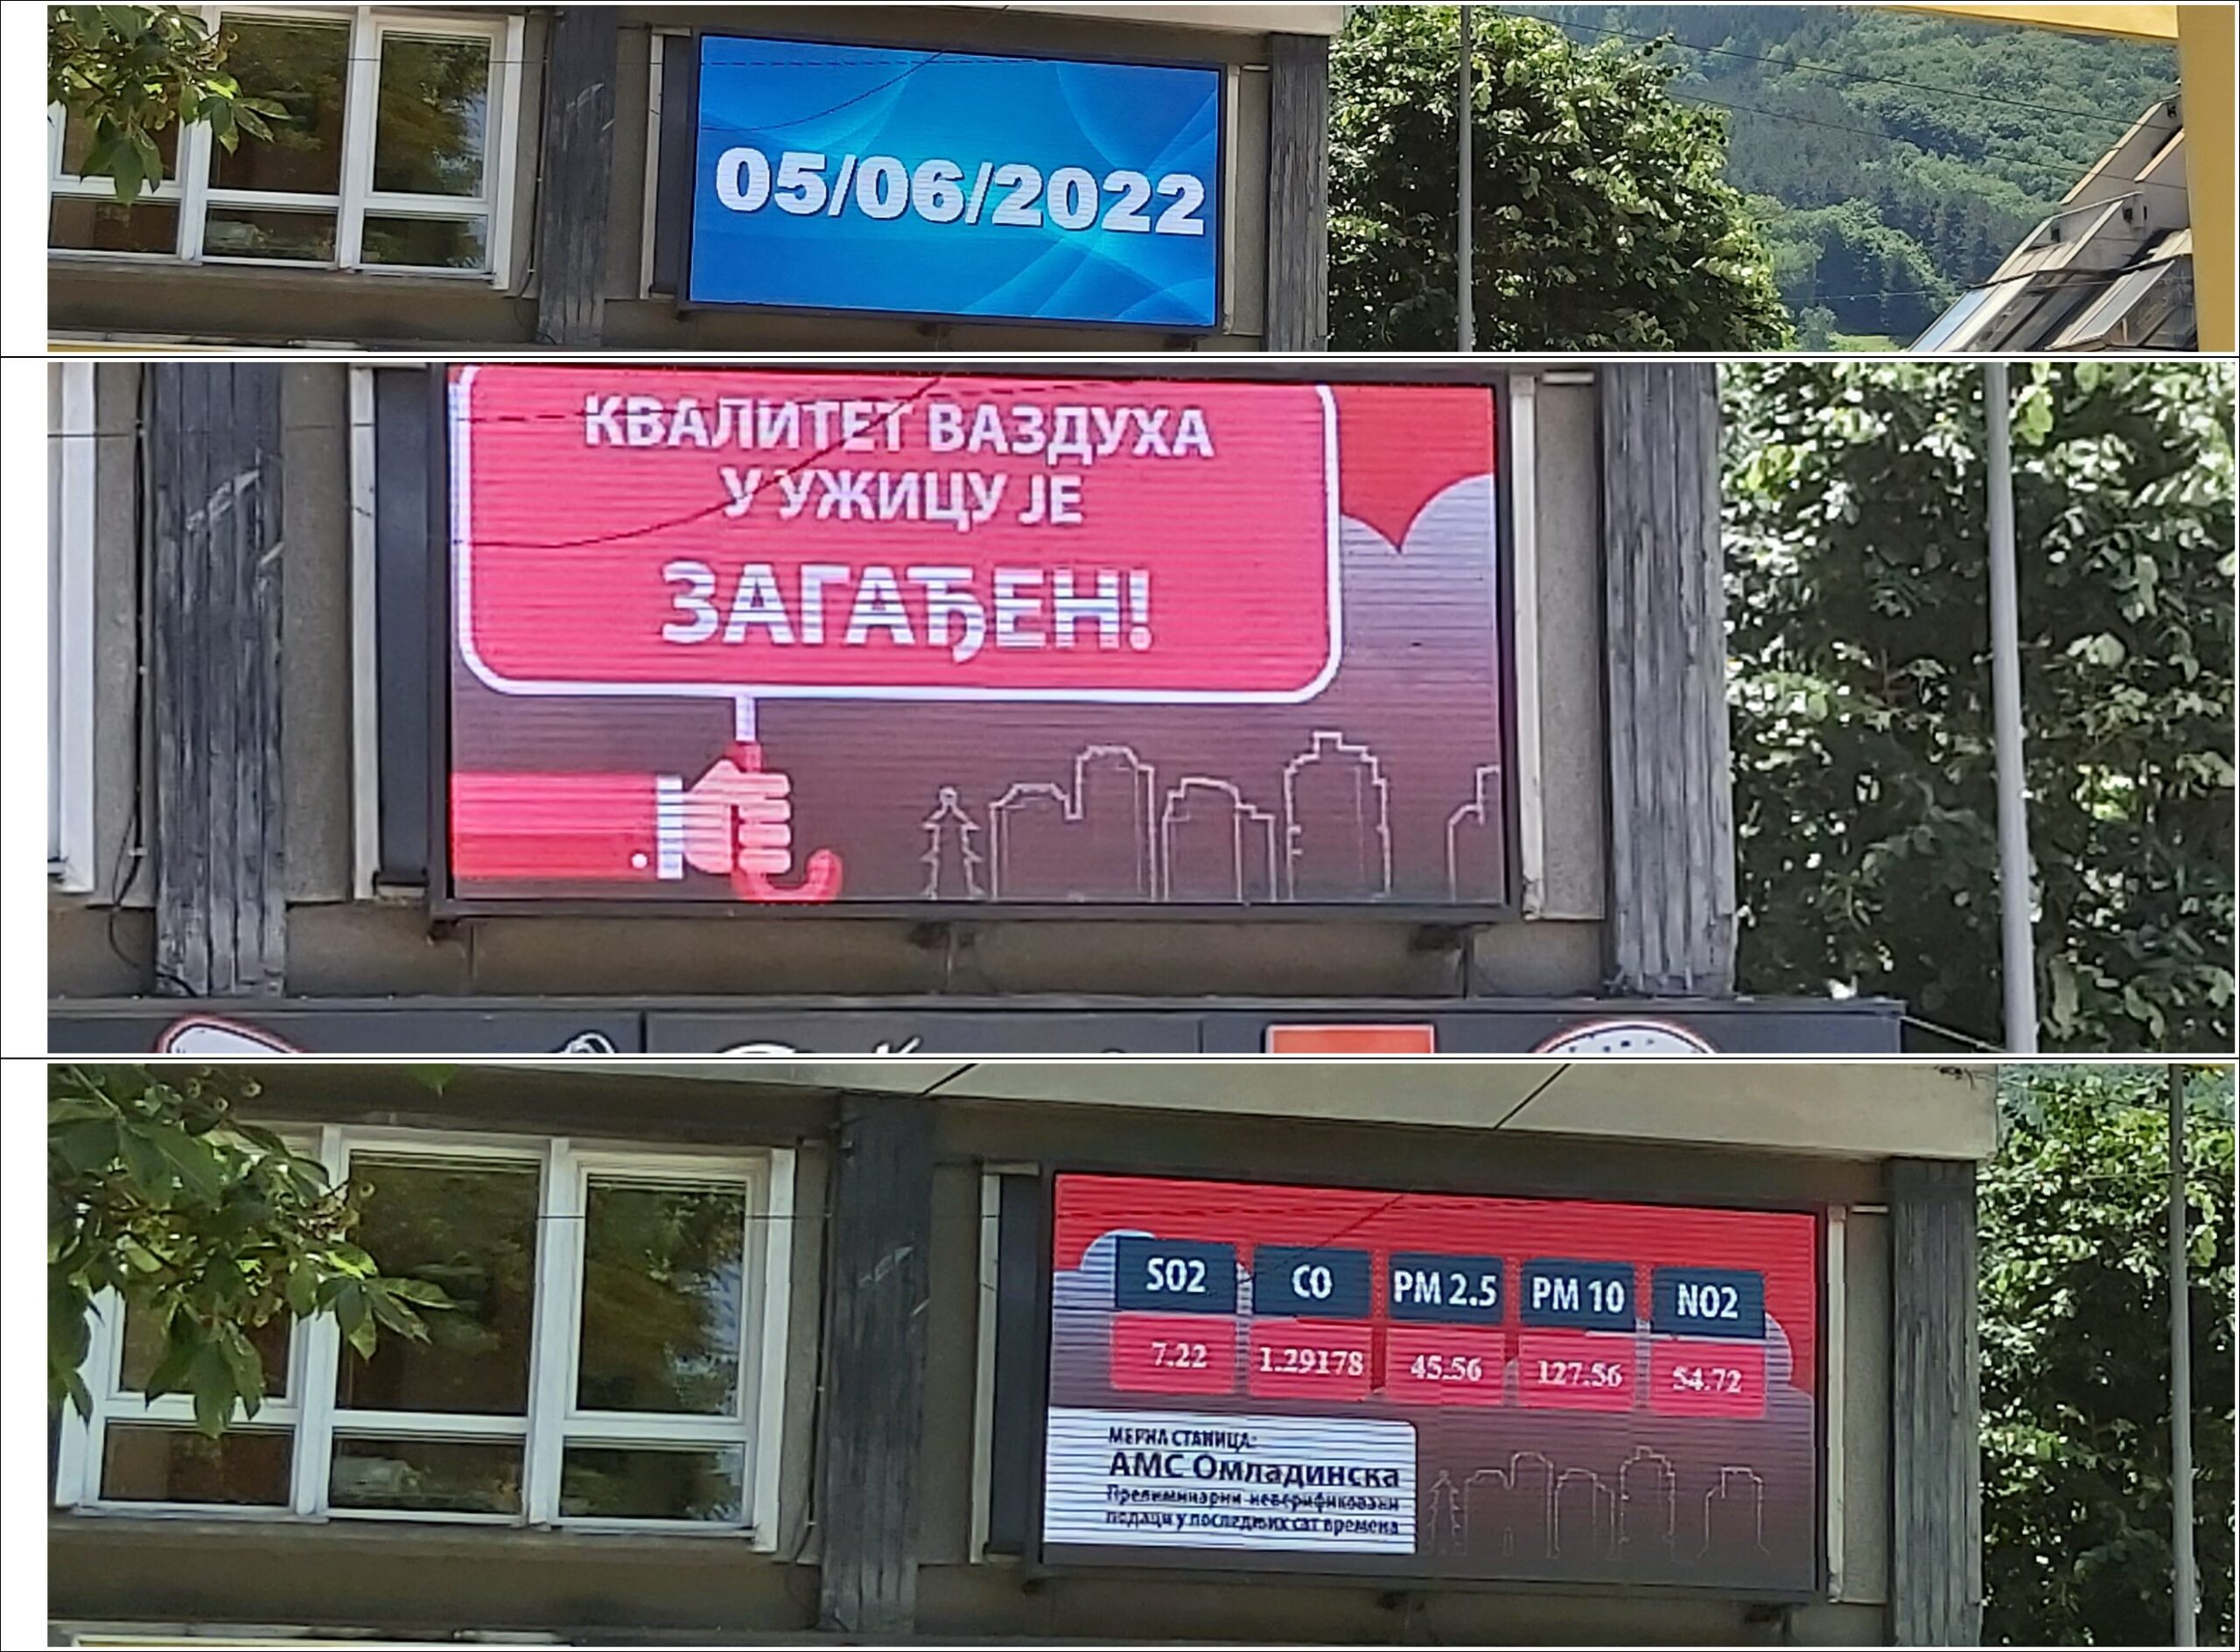 05/06/2022
КВАЛИТЕТ ВАЗДУХА
У УЖИЦУ ЈЕ
ЗАГАЂЕН!
SO2 CO PM 2.5 PM 10 NO2
7.22 1.29178 45.56 127.56 54.72
МЕРНА СТАНИЦА:
АМС Омладинска
Прелиминарни неверификовани
подаци у последњих сат времена